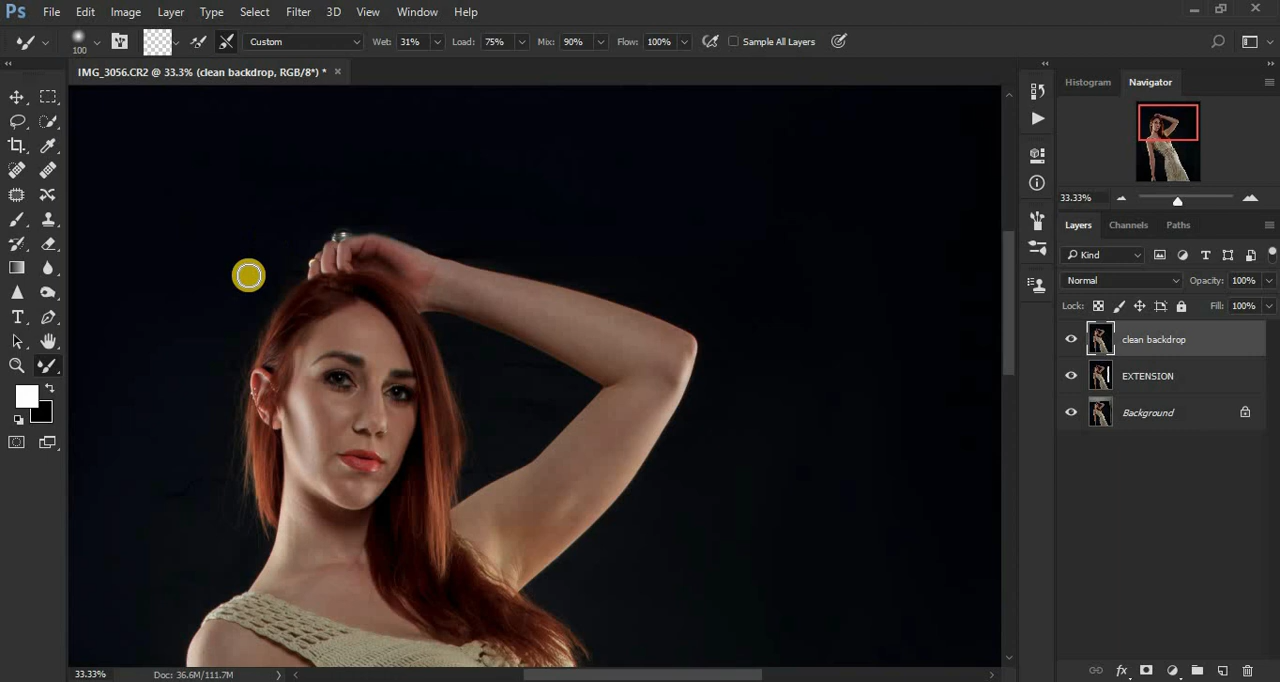 Ps File Edit Image Layer Type Select Filter 3D View Window Help
100 Custom Wet: 31% Load: 75% Mix: 90% Flow: 100% Sample All Layers
IMG_3056.CR2 @ 33.3% (clean backdrop, RGB/8*) * ×
Histogram Navigator
33.33%
Layers Channels Paths
Kind
Normal Opacity: 100%
Lock: Fill: 100%
clean backdrop
EXTENSION
Background
33.33% Doc: 36.6M/111.7M